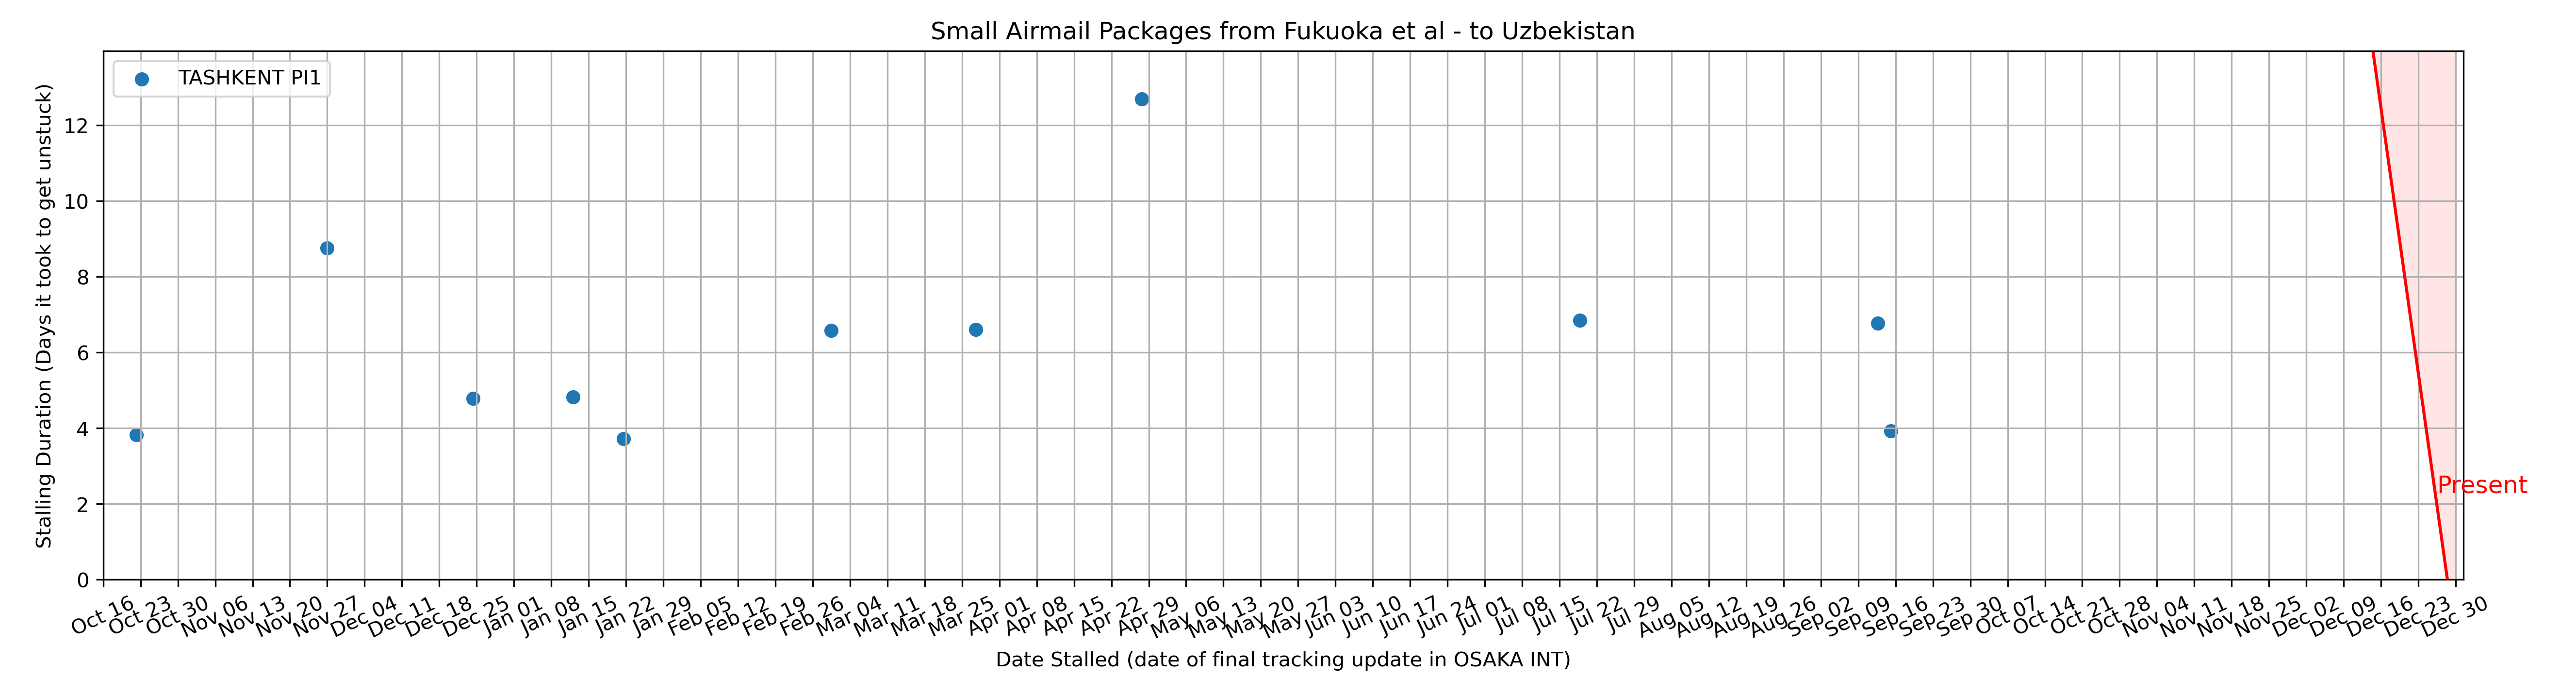 Small Airmail Packages from Fukuoka et al - to Uzbekistan
TASHKENT PI1
Stalling Duration (Days it took to get unstuck)
12
10
8
6
4
2
0
Present
Oct 16
Oct 23
Oct 30
Nov 06
Nov 13
Nov 20
Nov 27
Dec 04
Dec 11
Dec 18
Dec 25
Jan 01
Jan 08
Jan 15
Jan 22
Jan 29
Feb 05
Feb 12
Feb 19
Feb 26
Mar 04
Mar 11
Mar 18
Mar 25
Apr 01
Apr 08
Apr 15
Apr 22
Apr 29
May 06
May 13
May 20
May 27
Jun 03
Jun 10
Jun 17
Jun 24
Jul 01
Jul 08
Jul 15
Jul 22
Jul 29
Aug 05
Aug 12
Aug 19
Aug 26
Sep 02
Sep 09
Sep 16
Sep 23
Sep 30
Oct 07
Oct 14
Oct 21
Oct 28
Nov 04
Nov 11
Nov 18
Nov 25
Dec 02
Dec 09
Dec 16
Dec 23
Dec 30
Date Stalled (date of final tracking update in OSAKA INT)